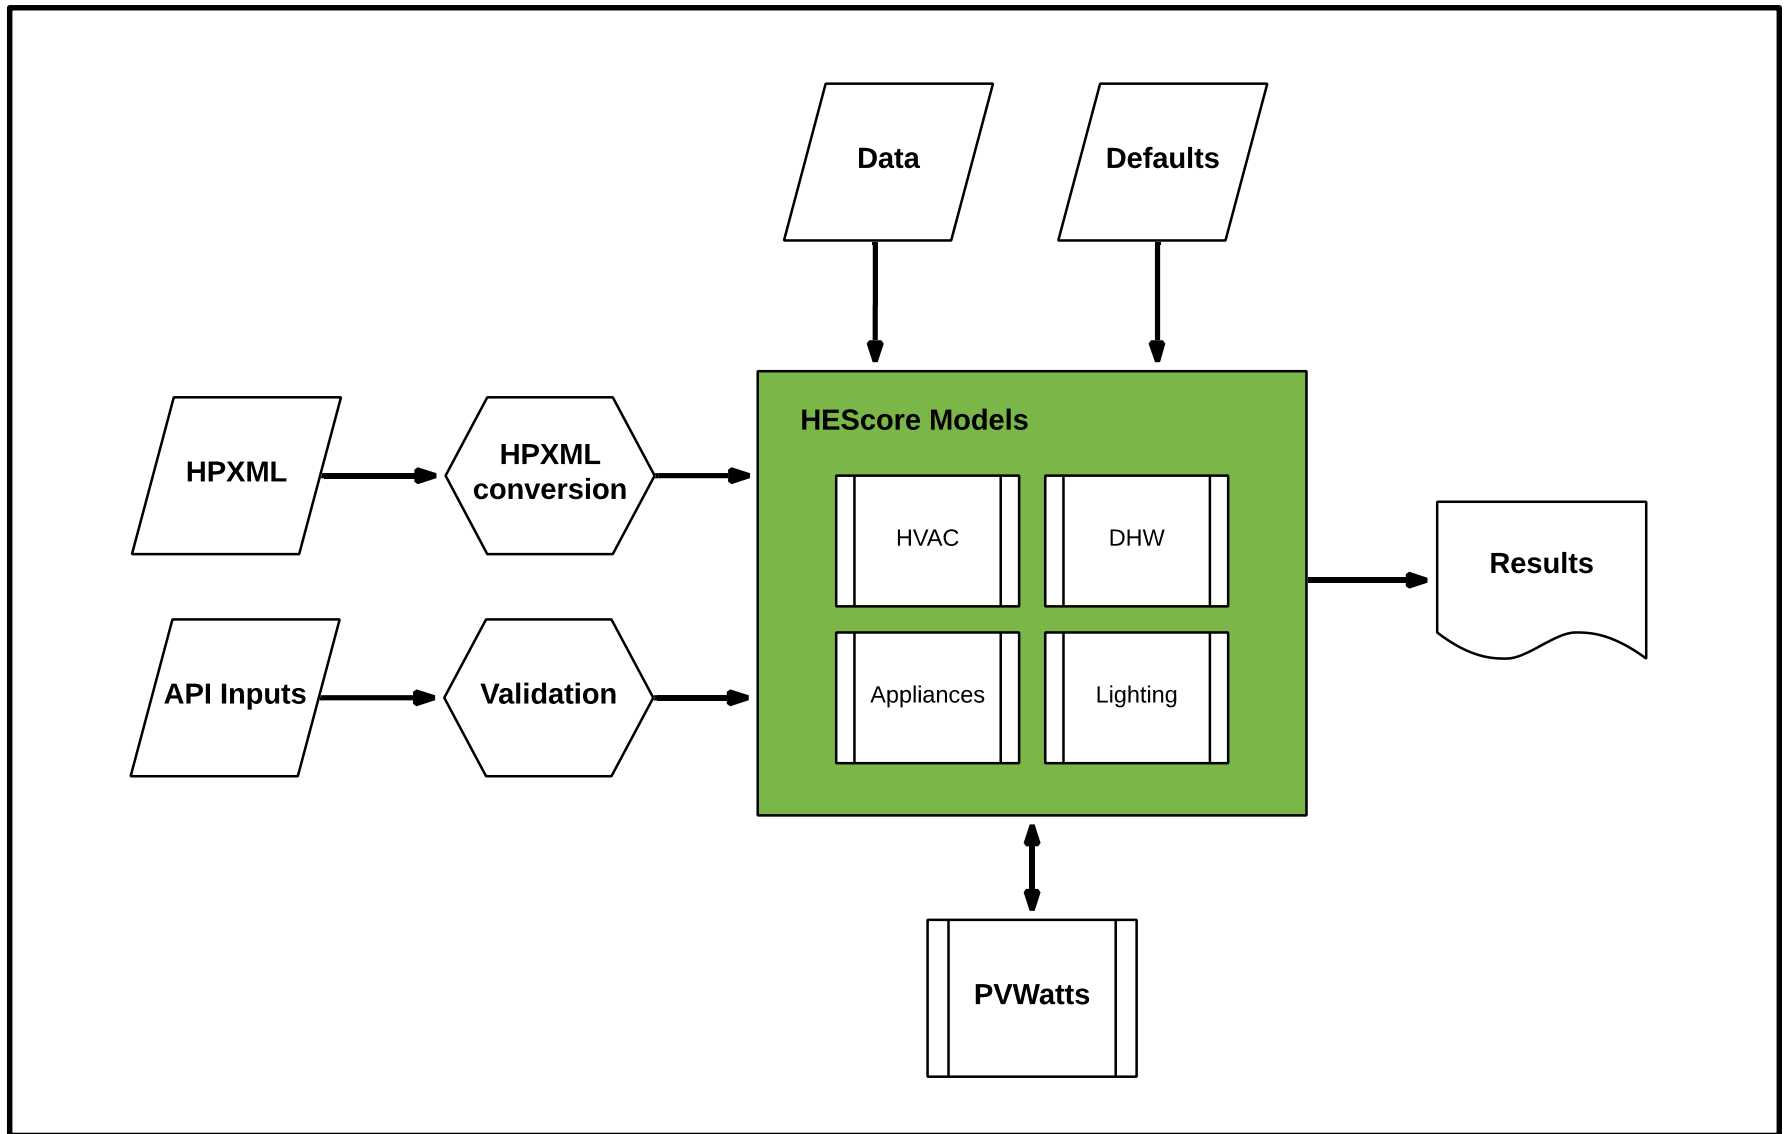 Data
Defaults
HEScore Models
HPXML
HPXML
conversion
HVAC
DHW
Results
API Inputs
Validation
Appliances
Lighting
PVWatts